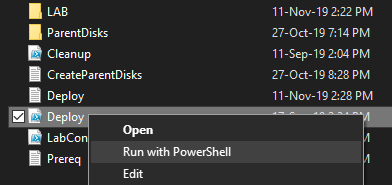 LAB 11-Nov-19 2:22 PM
ParentDisks 27-Oct-19 7:14 PM
Cleanup 11-Sep-19 2:04 PM
CreateParentDisks 27-Oct-19 8:28 PM
Deploy 11-Nov-19 2:28 PM
Deploy
Open
LabCon
Run with PowerShell
Prereq
Edit